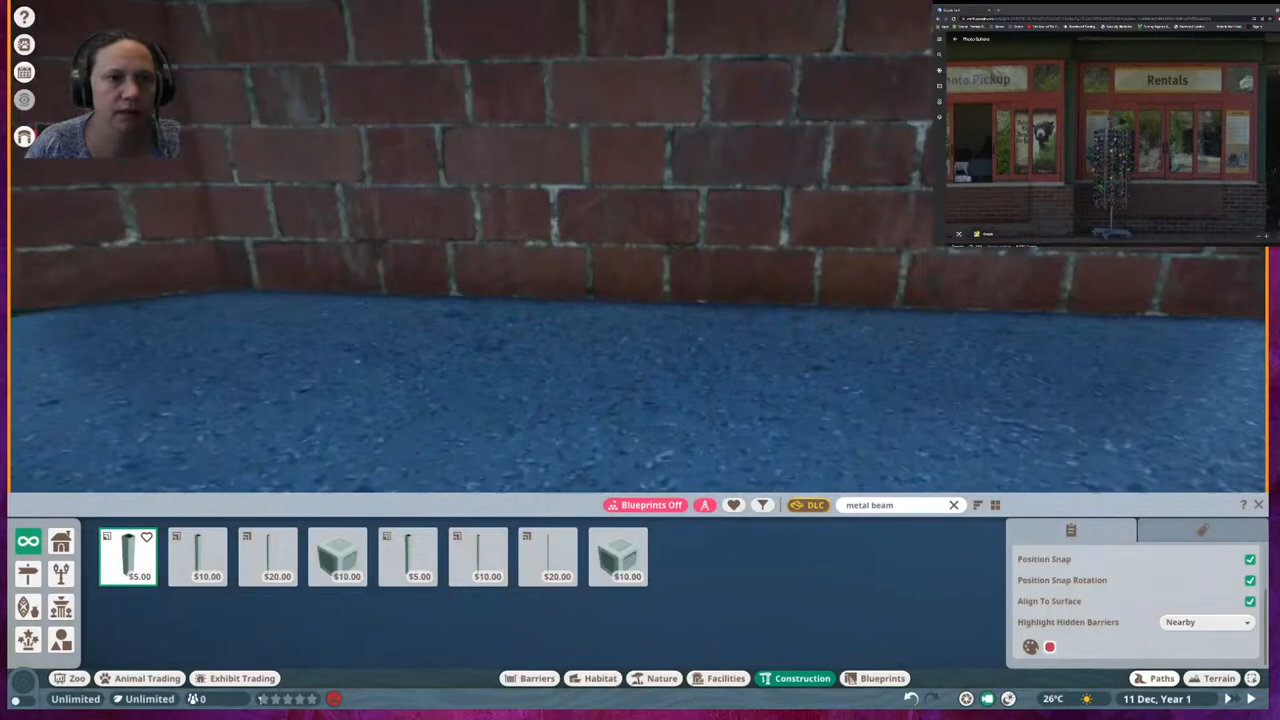 Photo Sphere
oto Pickup
Rentals
Google
Blueprints Off
DLC
metal beam
?
$5.00
$10.00
$20.00
$10.00
$5.00
$10.00
$20.00
$10.00
Position Snap
Position Snap Rotation
Align To Surface
Highlight Hidden Barriers
Nearby
Zoo
Animal Trading
Exhibit Trading
Barriers
Habitat
Nature
Facilities
Construction
Blueprints
Paths
Terrain
Unlimited
Unlimited
0
26°C
11 Dec, Year 1